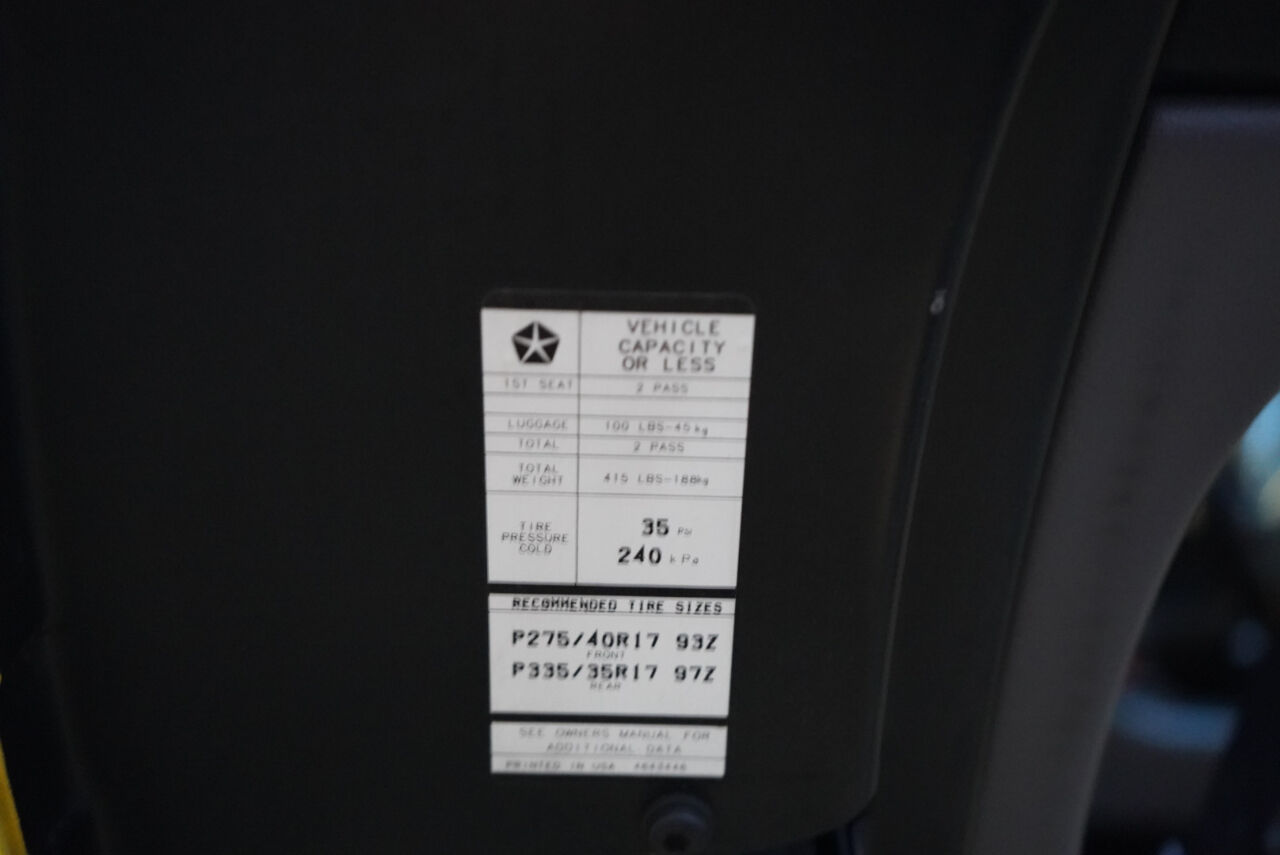 VEHICLE
CAPACITY
OR LESS
1ST SEAT 2 PASS
LUGGAGE 100 LBS-45kg
TOTAL 2 PASS
TOTAL
WEIGHT 415 LBS-188kg
TIRE
PRESSURE
COLD
35 PSI
240 kPa
RECOMMENDED TIRE SIZES
P275/40R17 93Z
FRONT
P335/35R17 97Z
REAR
SEE OWNERS MANUAL FOR
ADDITIONAL DATA
PRINTED IN USA